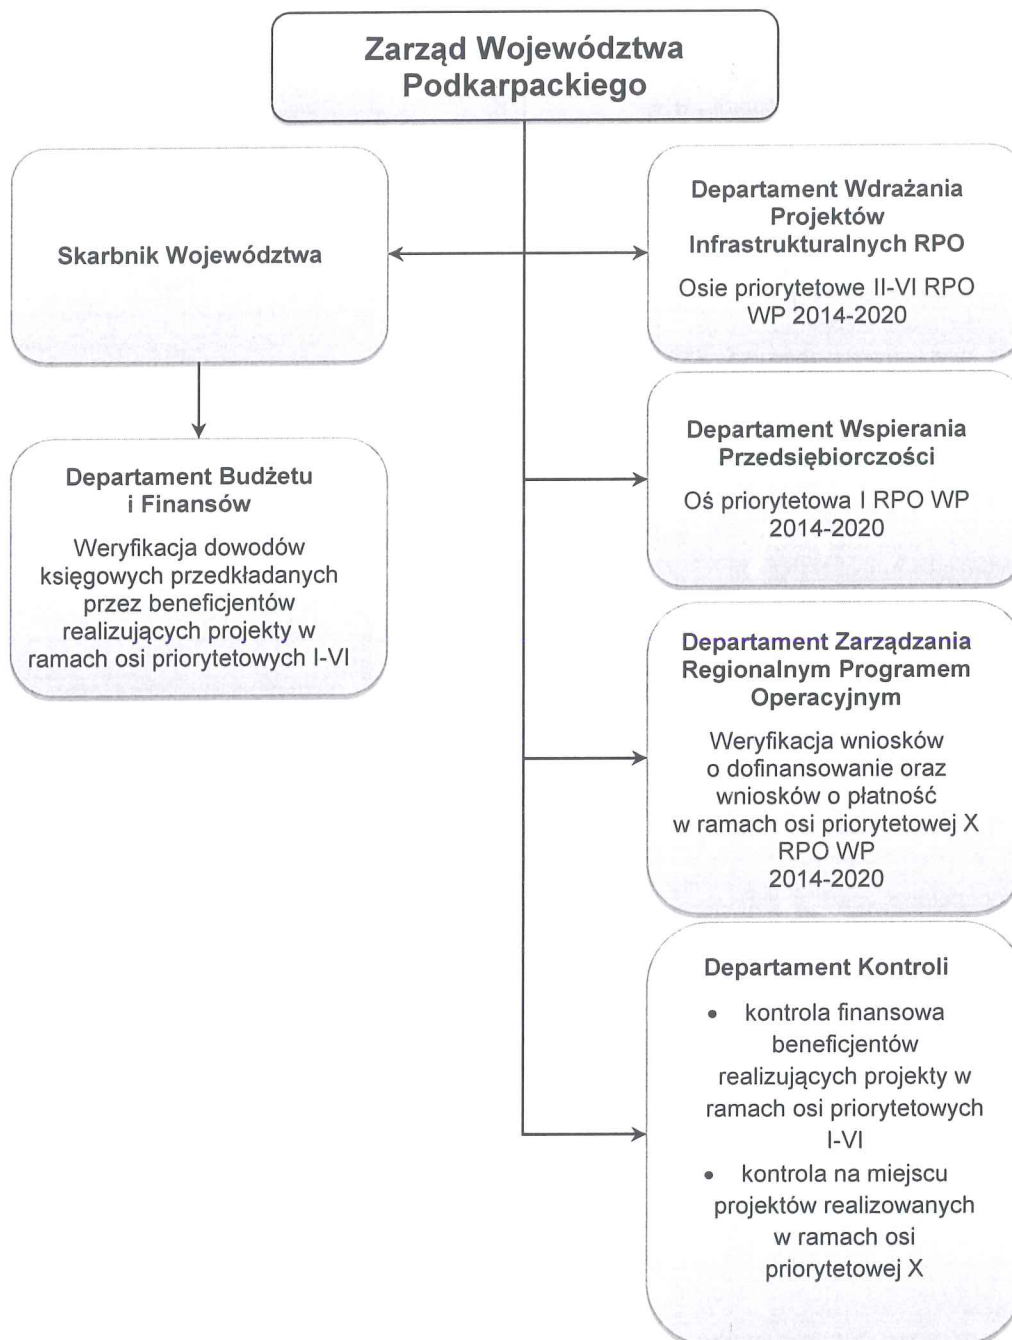 Zarząd Województwa
Podkarpackiego
Skarbnik Województwa
Departament Budżetu
i Finansów
Weryfikacja dowodów
księgowych przedkładanych
przez beneficjentów
realizujących projekty w
ramach osi priorytetowych I-VI
Departament Wdrażania
Projektów
Infrastrukturalnych RPO
Osie priorytetowe II-VI RPO
WP 2014-2020
Departament Wspierania
Przedsiębiorczości
Oś priorytetowa I RPO WP
2014-2020
Departament Zarządzania
Regionalnym Programem
Operacyjnym
Weryfikacja wniosków
o dofinansowanie oraz
wniosków o płatność
w ramach osi priorytetowej X
RPO WP
2014-2020
Departament Kontroli
• kontrola finansowa
beneficjentów
realizujących projekty w
ramach osi priorytetowych
I-VI
• kontrola na miejscu
projektów realizowanych
w ramach osi
priorytetowej X